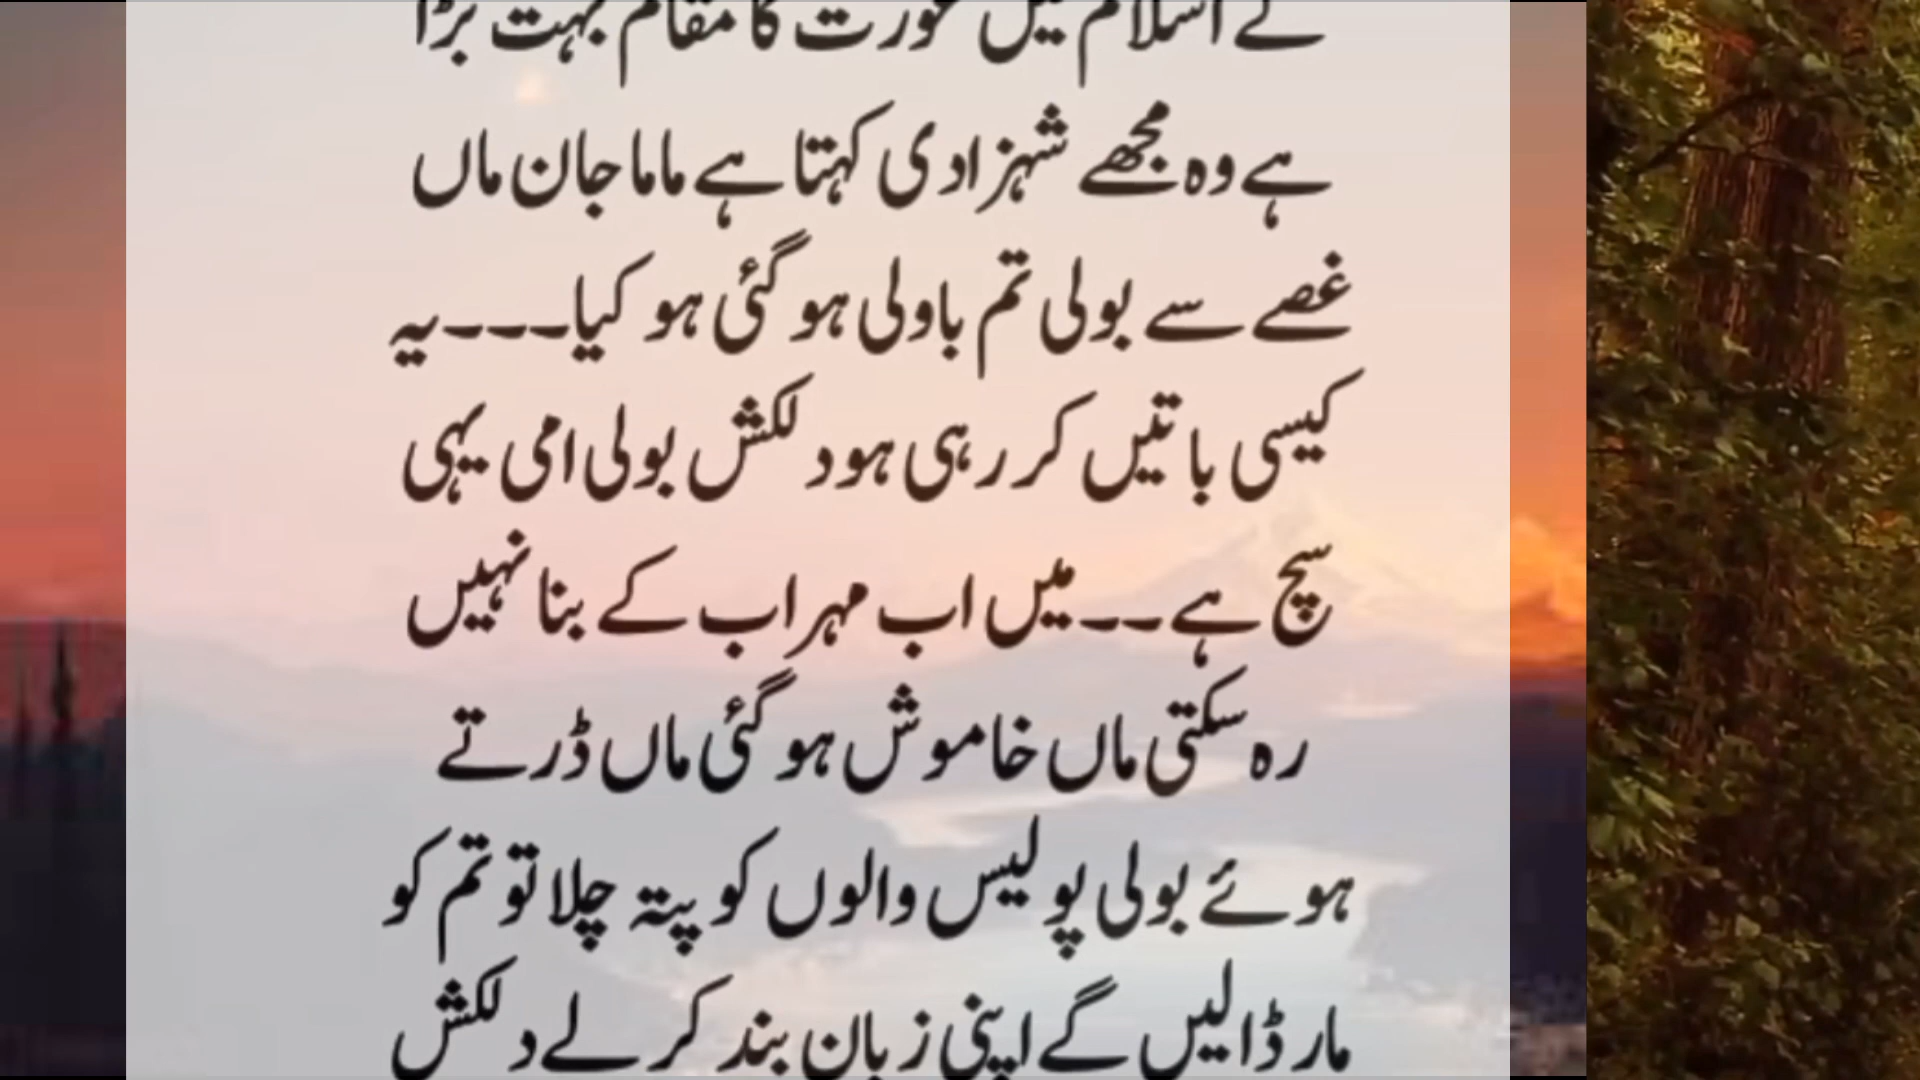 کے اسلام میں عورت کا مقام بہت بڑا
ہے وہ مجھے شہزادی کہتا ہے ماما جان ماں
غصے سے بولی تم باولی ہو گئی ہو کیا۔۔۔یہ
کیسی باتیں کر رہی ہو دلکش بولی امی یہی
سچ ہے۔۔میں اب مہراب کے بنا نہیں
رہ سکتی ماں خاموش ہو گئی ماں ڈرتے
ہوئے بولی پولیس والوں کو پتہ چلا تو تم کو
مار ڈالیں گے اپنی زبان بند کر لے دلکش